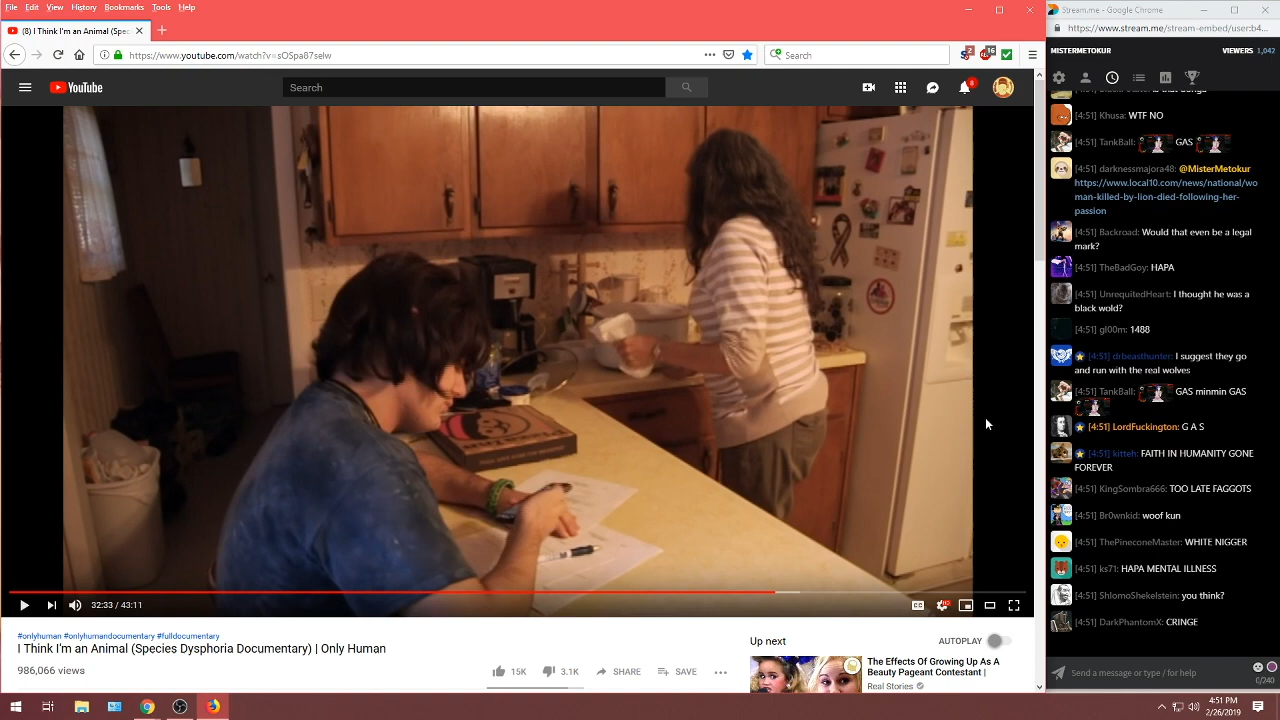 File Edit View History Bookmarks Tools Help
(8) I Think I'm an Animal (Spec
https://www.youtube.com/watch?v=sOSpa87selw
Search
YouTube
Search
8
32:33 / 43:11
CC
#onlyhuman #onlyhumandocumentary #fulldocumentary
I Think I'm an Animal (Species Dysphoria Documentary) | Only Human
986,066 views
15K
3.1K
SHARE
SAVE
Up next
AUTOPLAY
The Effects Of Growing Up As A
Beauty Pageant Contestant |
Real Stories
Stream.me - Google Chrome
https://www.stream.me/stream-embed/user:b4...
MISTERMETOKUR
VIEWERS 1,042
[4:51] Khusa: WTF NO
[4:51] TankBall: GAS
[4:51] darknessmajora48: @MisterMetokur
https://www.local10.com/news/national/wo
man-killed-by-lion-died-following-her-
passion
[4:51] Backroad: Would that even be a legal
mark?
[4:51] TheBadGoy: HAPA
[4:51] UnrequitedHeart: I thought he was a
black wold?
[4:51] gl00m: 1488
[4:51] drbeasthunter: I suggest they go
and run with the real wolves
[4:51] TankBall: GAS minmin GAS
[4:51] LordFuckington: G A S
[4:51] kitteh: FAITH IN HUMANITY GONE
FOREVER
[4:51] KingSombra666: TOO LATE FAGGOTS
[4:51] Br0wnkid: woof kun
[4:51] ThePineconeMaster: WHITE NIGGER
[4:51] ks71: HAPA MENTAL ILLNESS
[4:51] ShlomoShekelstein: you think?
[4:51] DarkPhantomX: CRINGE
Send a message or type / for help
0/240
4:51 PM
2/26/2019